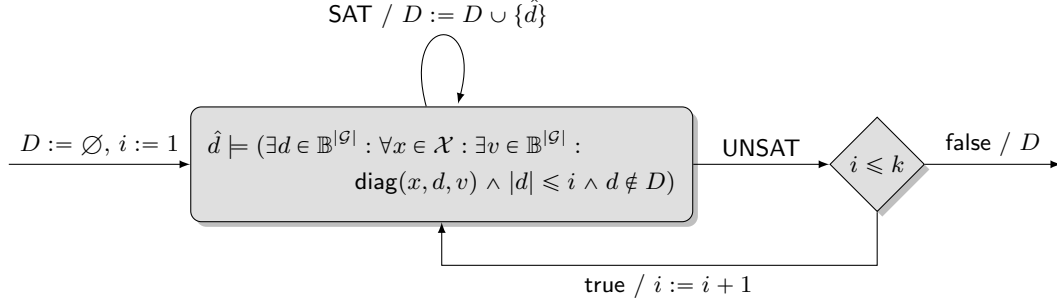 SAT / D := D ∪ {d̂}
D := ∅, i := 1
d̂ ⊨ (∃d ∈ 𝔹^{|𝒢|} : ∀x ∈ 𝒳 : ∃v ∈ 𝔹^{|𝒢|} :
diag(x, d, v) ∧ |d| ⩽ i ∧ d ∉ D)
UNSAT
i ⩽ k
false / D
true / i := i + 1